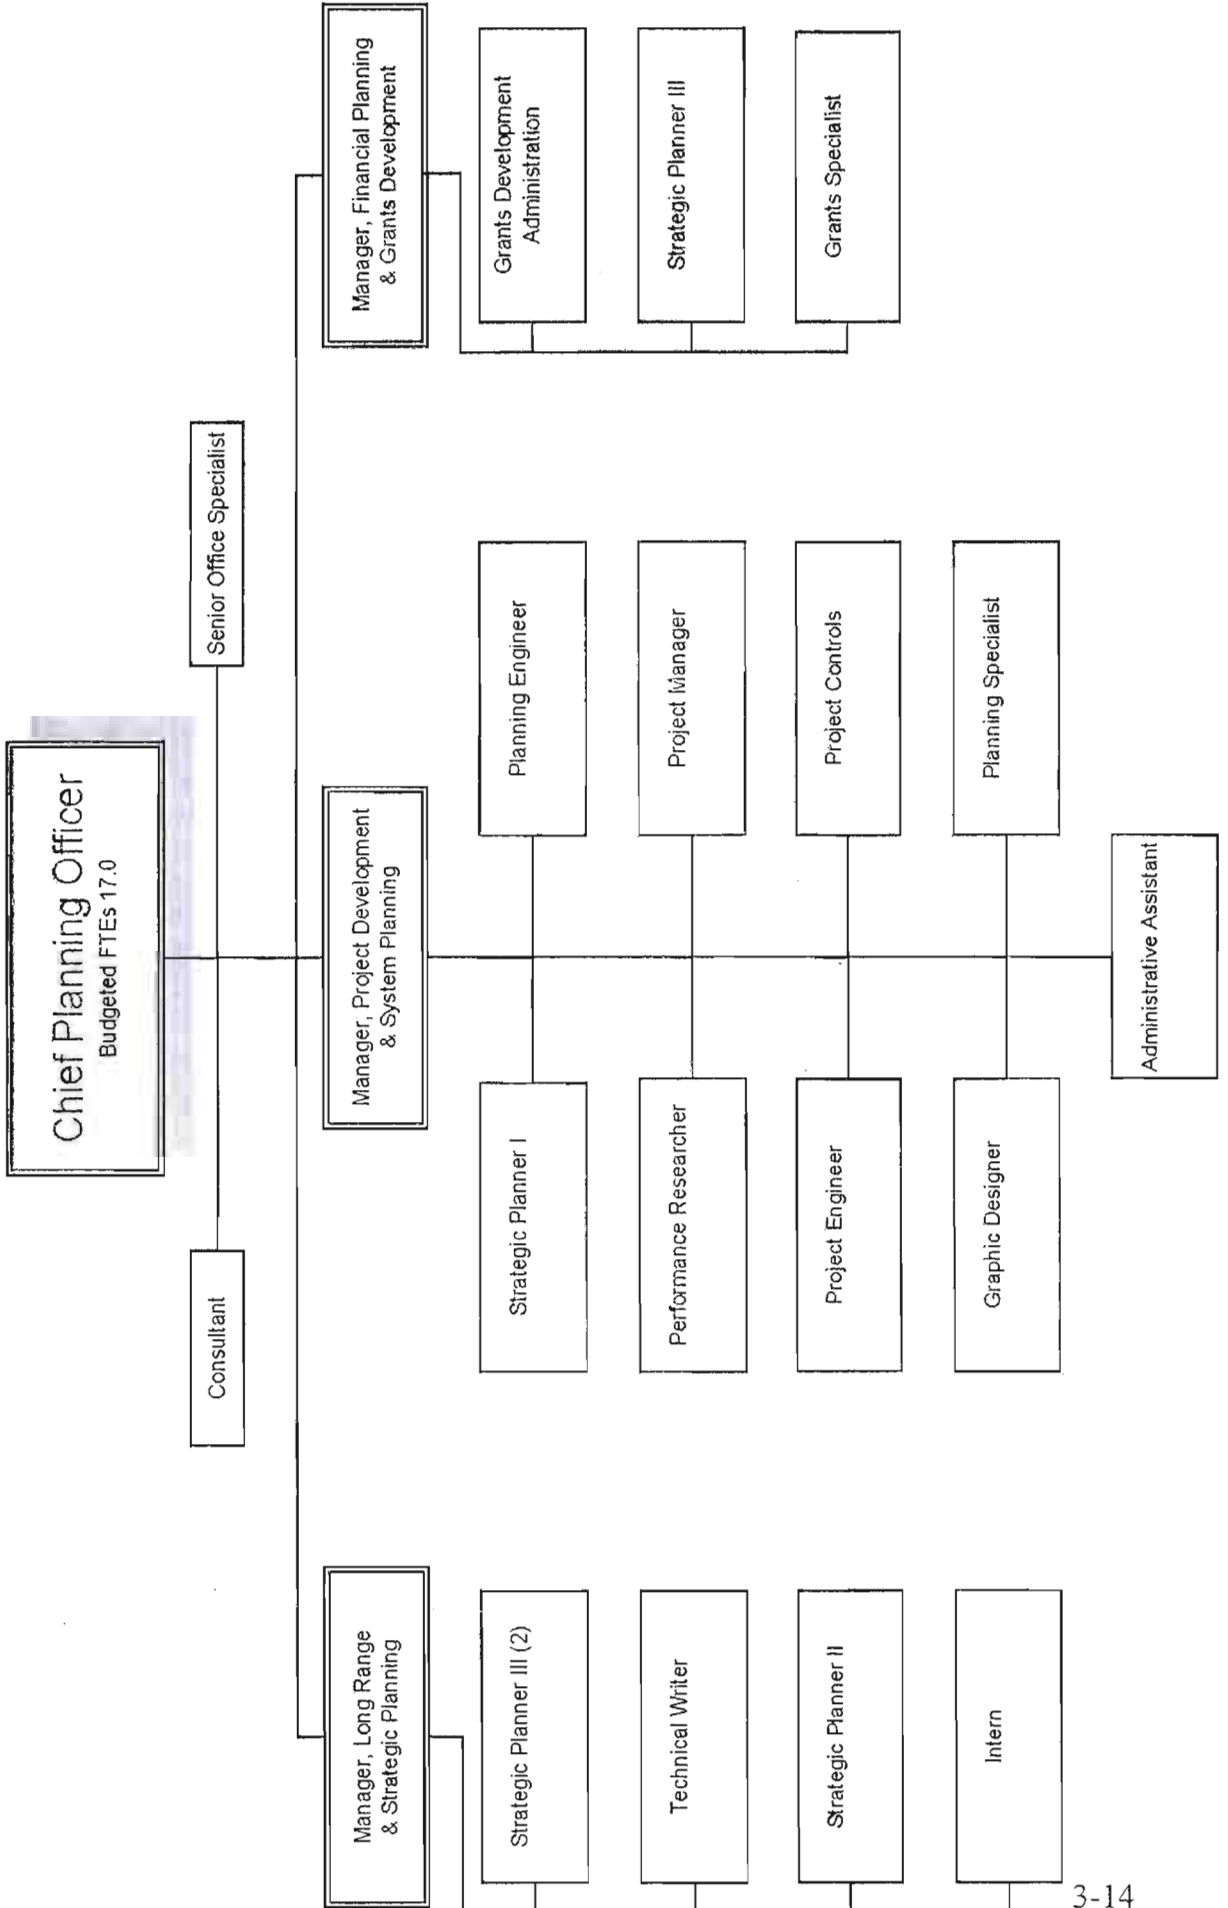 Chief Planning Officer
Budgeted FTEs 17.0
Consultant
Senior Office Specialist
Manager, Long Range
& Strategic Planning
Manager, Project Development
& System Planning
Manager, Financial Planning
& Grants Development
Strategic Planner III (2)
Technical Writer
Strategic Planner II
Intern
Strategic Planner I
Planning Engineer
Performance Researcher
Project Manager
Project Engineer
Project Controls
Graphic Designer
Planning Specialist
Administrative Assistant
Grants Development
Administration
Strategic Planner III
Grants Specialist
3-14